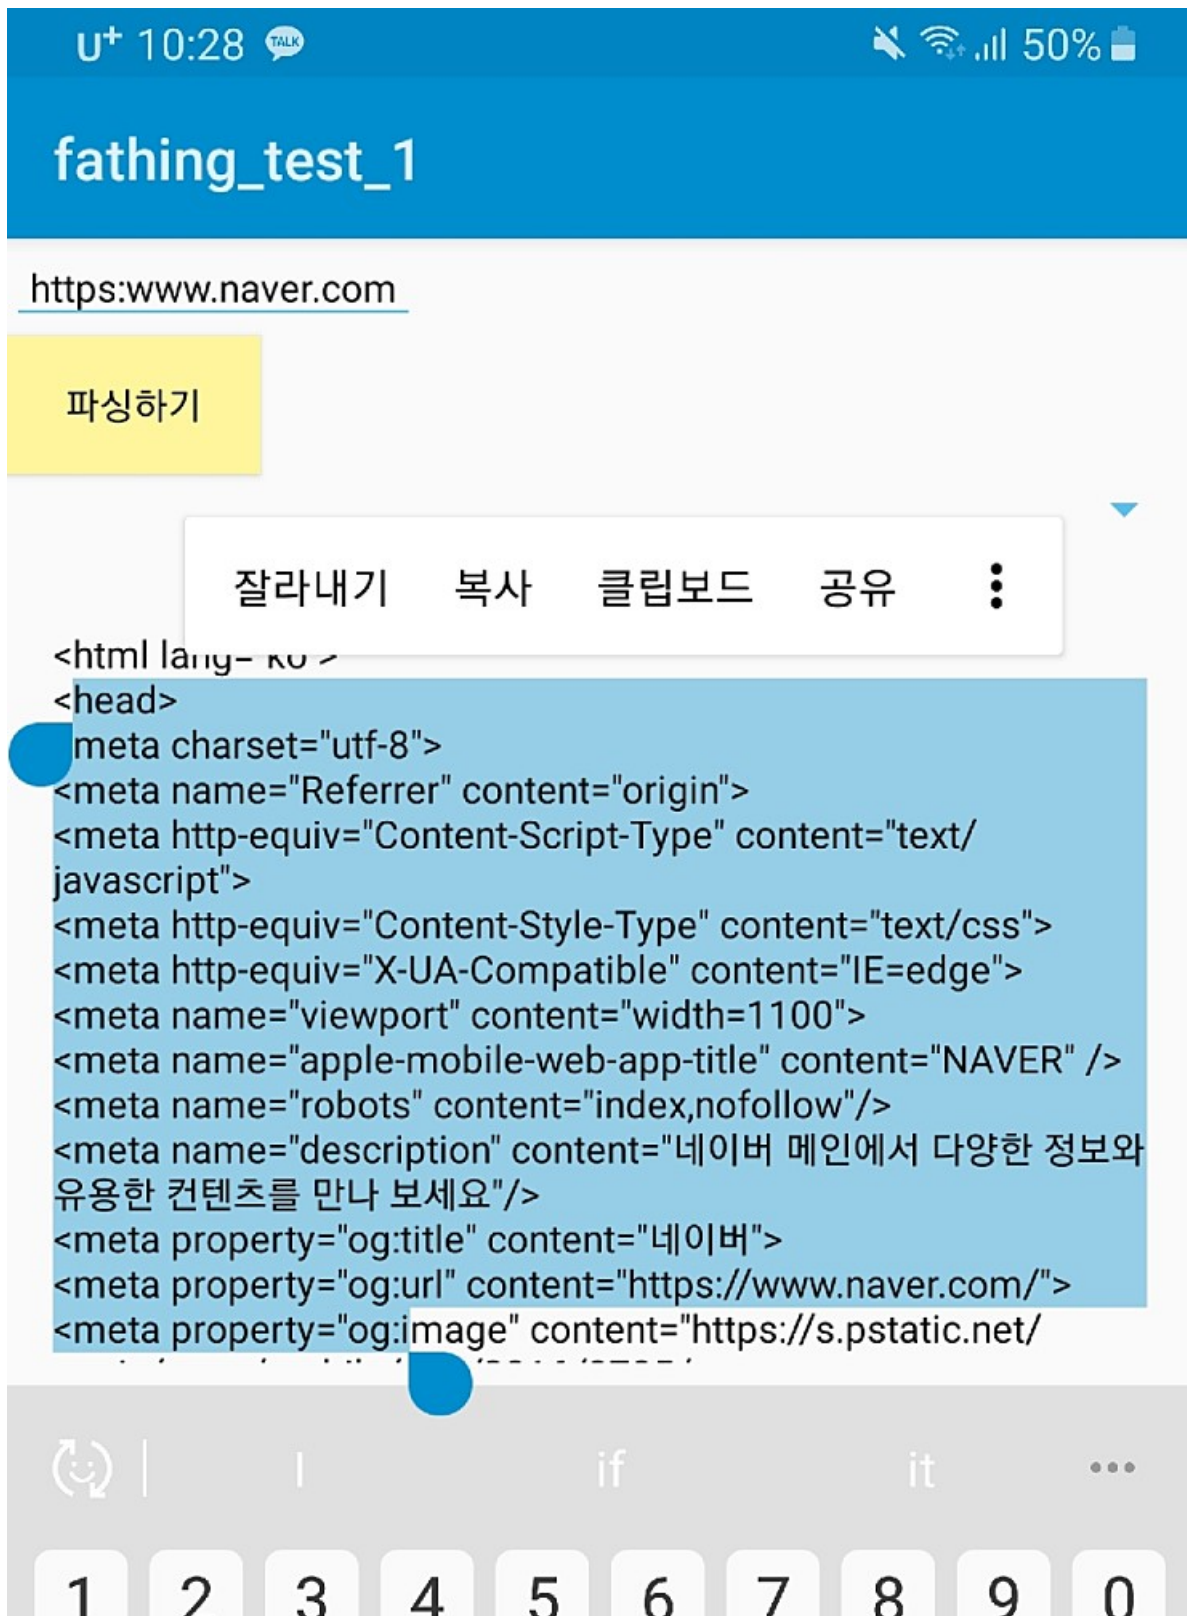 U+ 10:28 TALK 50%
fathing_test_1
https:www.naver.com
파싱하기
잘라내기 복사 클립보드 공유
<html lang="ko">
<head>
meta charset="utf-8">
<meta name="Referrer" content="origin">
<meta http-equiv="Content-Script-Type" content="text/
javascript">
<meta http-equiv="Content-Style-Type" content="text/css">
<meta http-equiv="X-UA-Compatible" content="IE=edge">
<meta name="viewport" content="width=1100">
<meta name="apple-mobile-web-app-title" content="NAVER" />
<meta name="robots" content="index,nofollow"/>
<meta name="description" content="네이버 메인에서 다양한 정보와
유용한 컨텐츠를 만나 보세요"/>
<meta property="og:title" content="네이버">
<meta property="og:url" content="https://www.naver.com/">
<meta property="og:image" content="https://s.pstatic.net/
I if it
1 2 3 4 5 6 7 8 9 0